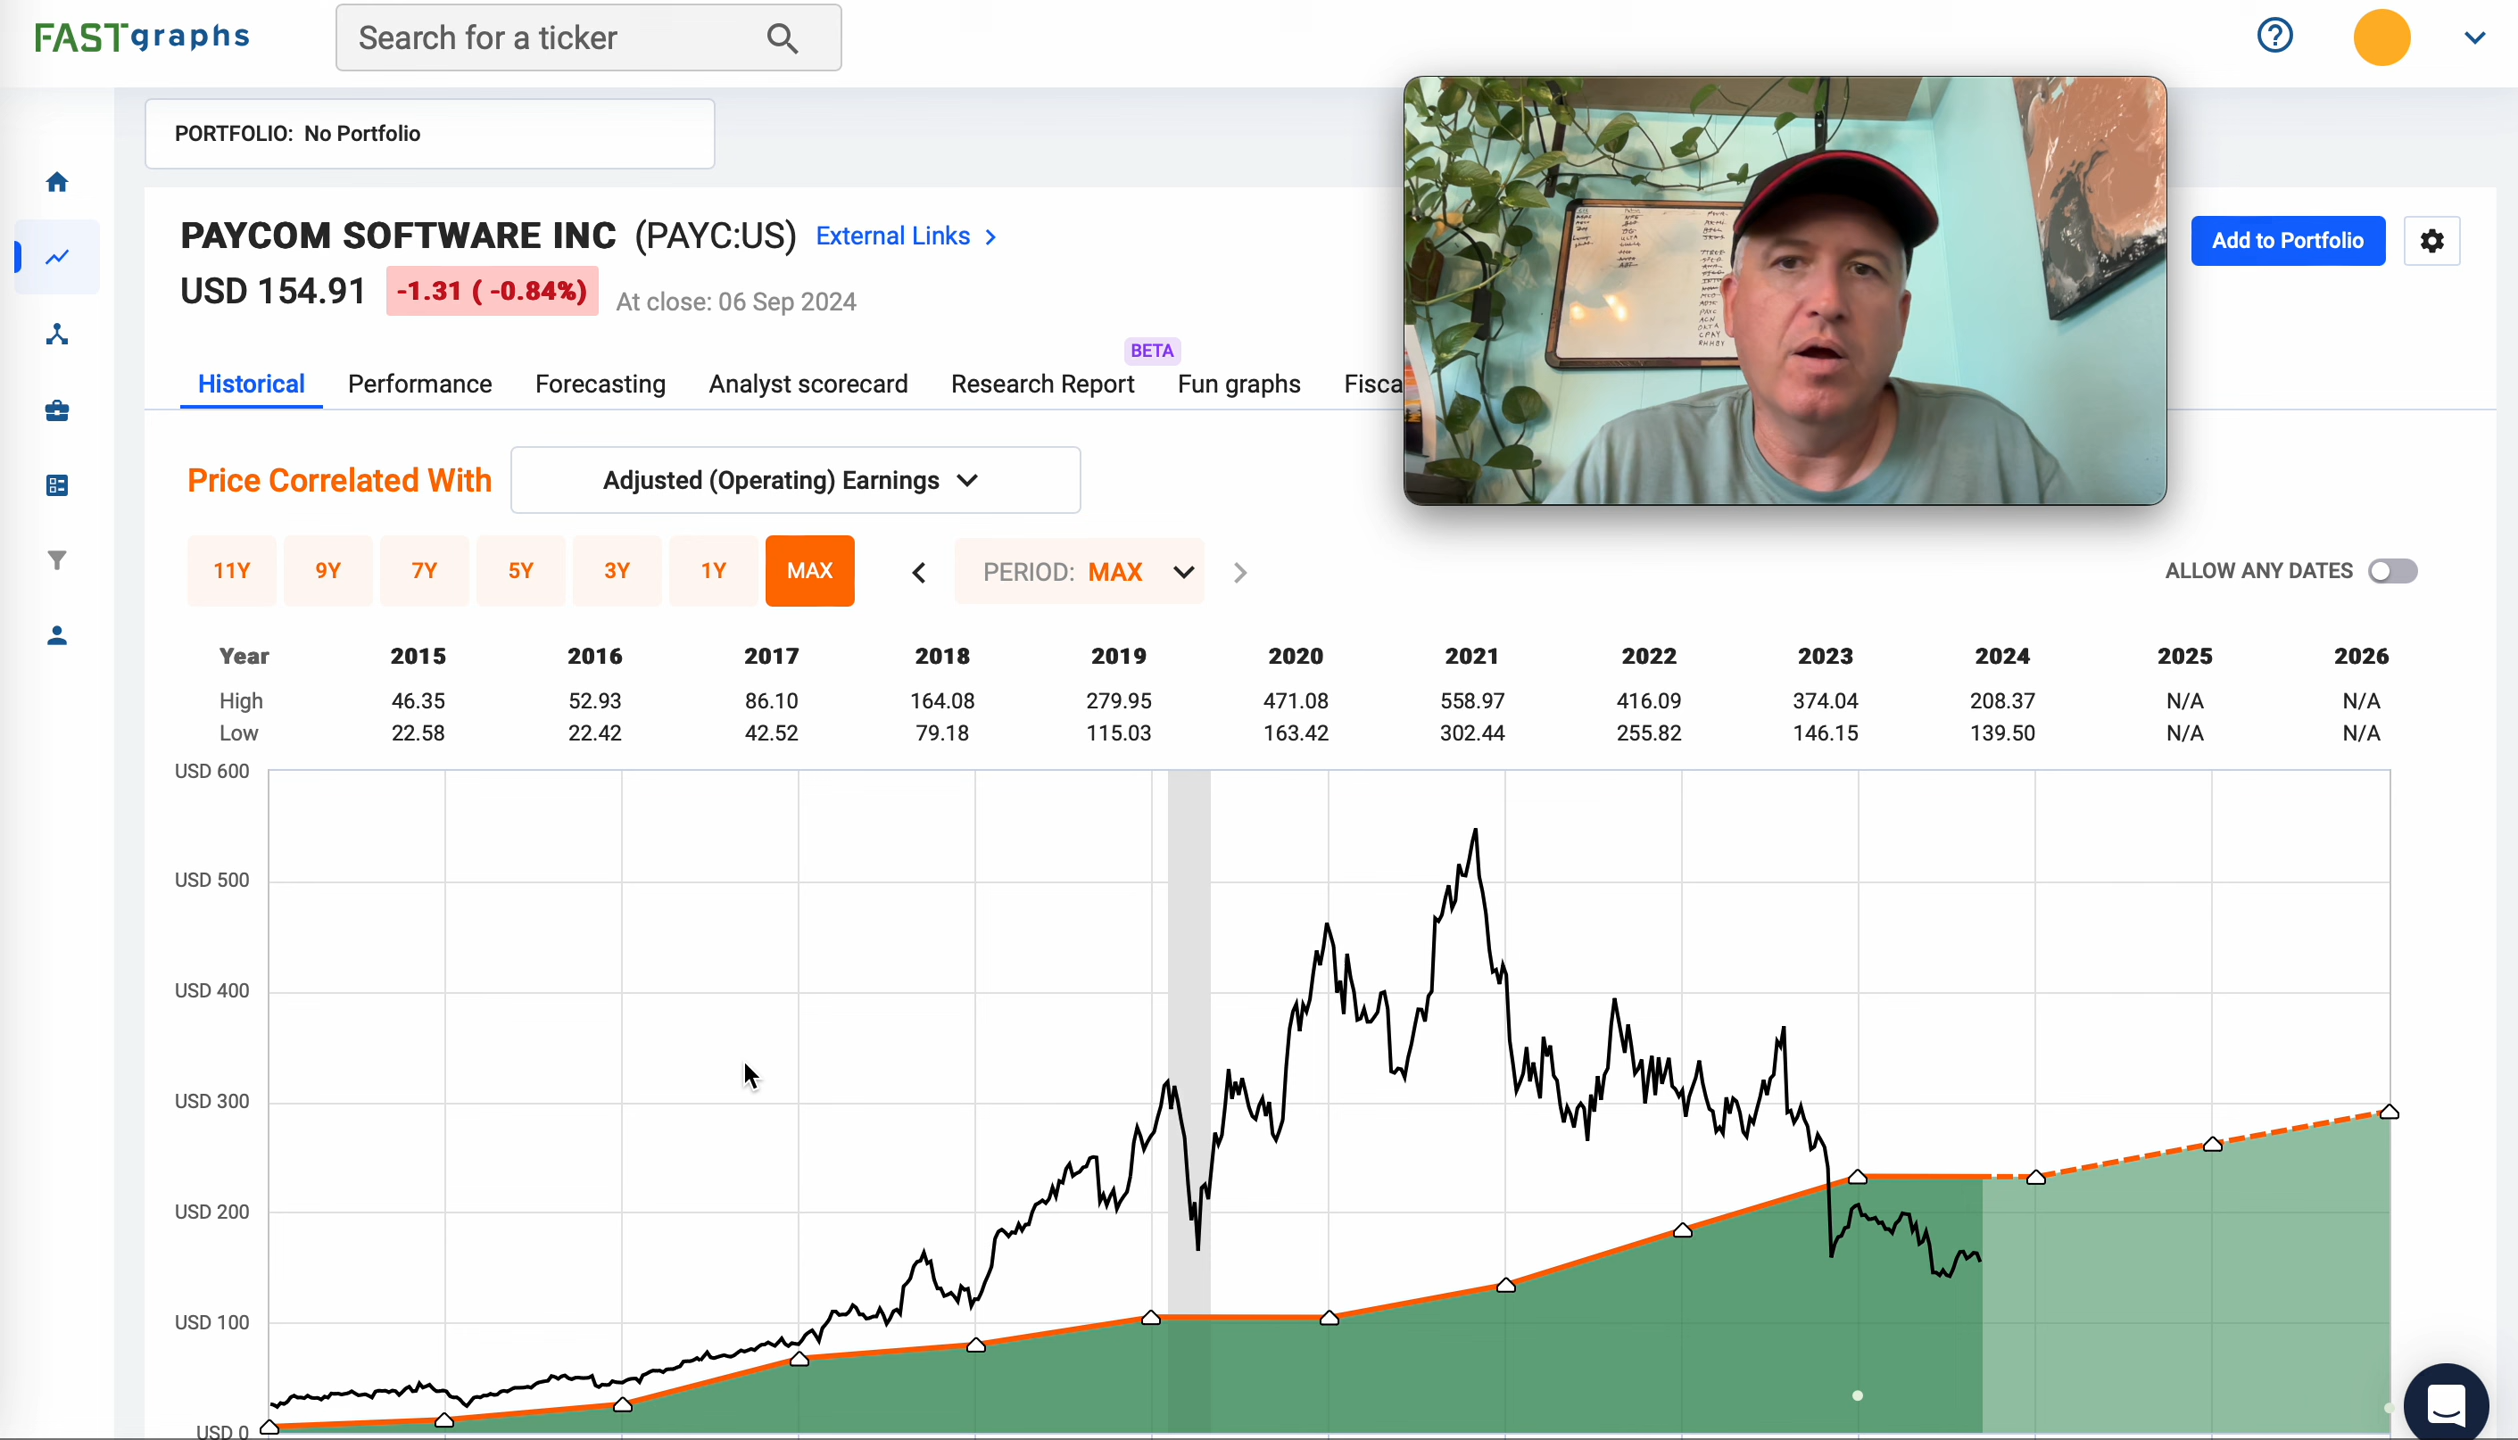 FASTgraphs
Search for a ticker
PORTFOLIO: No Portfolio
PAYCOM SOFTWARE INC (PAYC:US) External Links
USD 154.91 -1.31 ( -0.84%) At close: 06 Sep 2024
Add to Portfolio
BETA
Historical Performance Forecasting Analyst scorecard Research Report Fun graphs Fisca
Price Correlated With Adjusted (Operating) Earnings
11Y 9Y 7Y 5Y 3Y 1Y MAX PERIOD: MAX ALLOW ANY DATES
Year 2015 2016 2017 2018 2019 2020 2021 2022 2023 2024 2025 2026
High 46.35 52.93 86.10 164.08 279.95 471.08 558.97 416.09 374.04 208.37 N/A N/A
Low 22.58 22.42 42.52 79.18 115.03 163.42 302.44 255.82 146.15 139.50 N/A N/A
USD 600
USD 500
USD 400
USD 300
USD 200
USD 100
USD 0